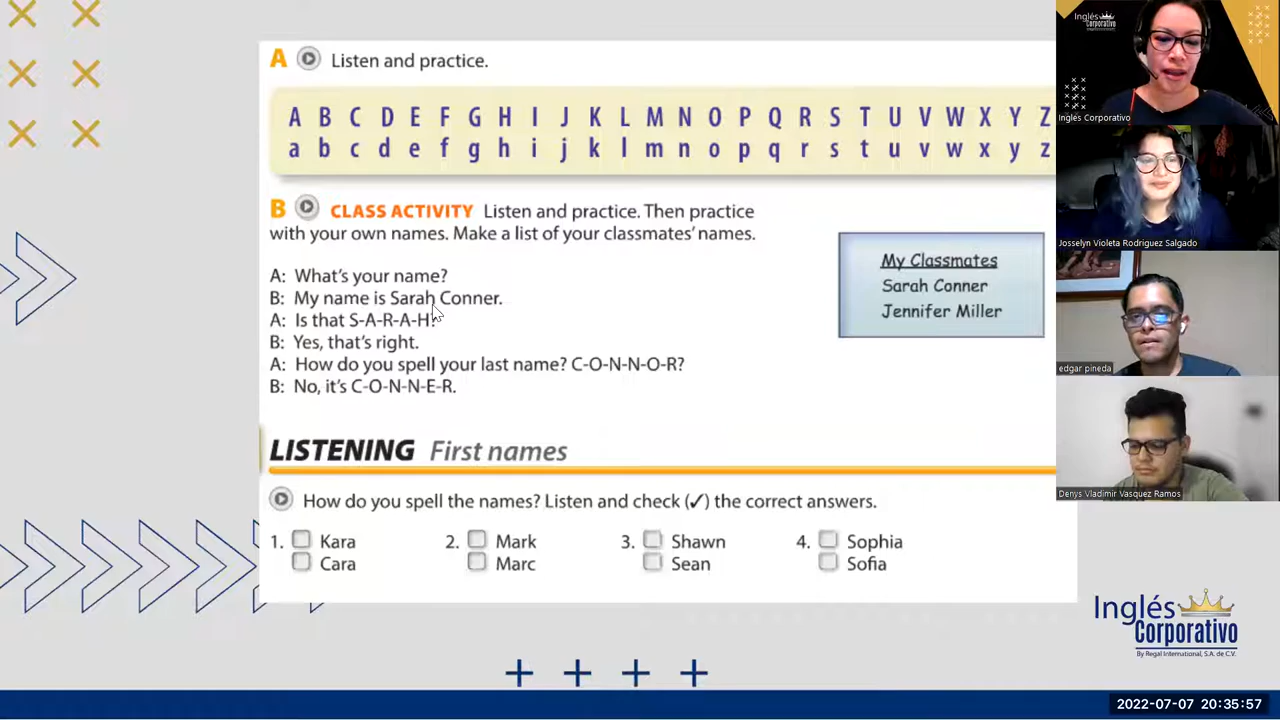 A Listen and practice.
A B C D E F G H I J K L M N O P Q R S T U V W X Y Z
a b c d e f g h i j k l m n o p q r s t u v w x y z
B CLASS ACTIVITY Listen and practice. Then practice
with your own names. Make a list of your classmates' names.
A: What's your name?
B: My name is Sarah Conner.
A: Is that S-A-R-A-H?
B: Yes, that's right.
A: How do you spell your last name? C-O-N-N-O-R?
B: No, it's C-O-N-N-E-R.
My Classmates
Sarah Conner
Jennifer Miller
LISTENING First names
How do you spell the names? Listen and check (✓) the correct answers.
1. Kara 2. Mark 3. Shawn 4. Sophia
Cara Marc Sean Sofia
Inglés
Corporativo
Inglés Corporativo
Josselyn Violeta Rodriguez Salgado
edgar pineda
Denys Vladimir Vasquez Ramos
Inglés
Corporativo
By Regal International, S.A. de C.V.
2022-07-07 20:35:57